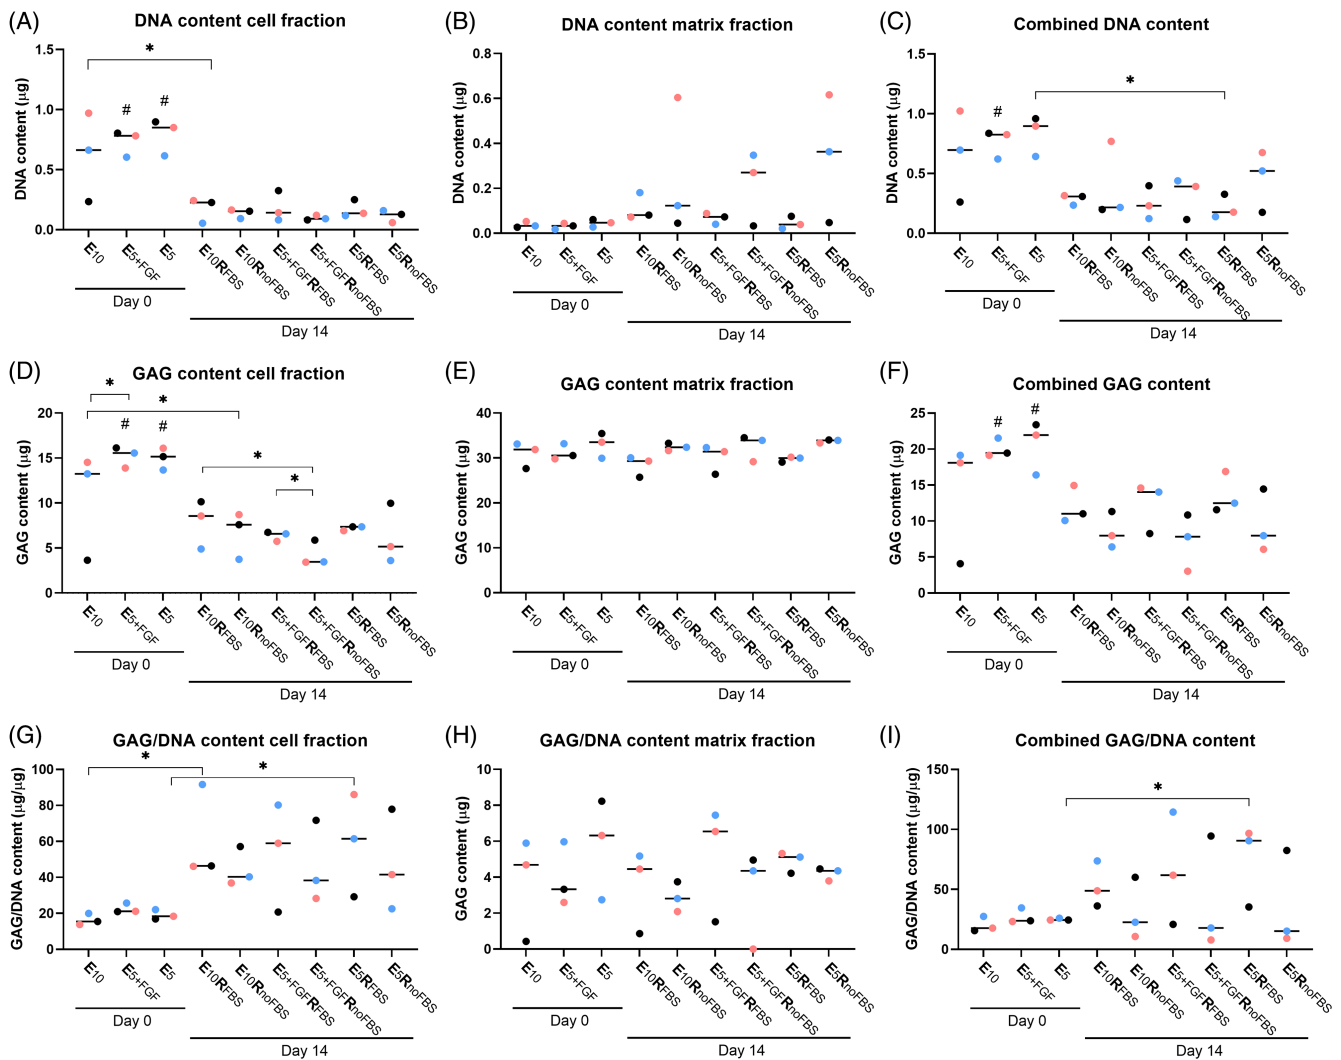 (A)
DNA content cell fraction
DNA content (µg)
1.5
1.0
0.5
0.0
*
#
#
E10
E5+FGF
E5
E10RFBS
E10RnoFBS
E5+FGFRFBS
E5+FGFRnoFBS
E5RFBS
E5RnoFBS
Day 0
Day 14
(B)
DNA content matrix fraction
DNA content (µg)
0.8
0.6
0.4
0.2
0.0
E10
E5+FGF
E5
E10RFBS
E10RnoFBS
E5+FGFRFBS
E5+FGFRnoFBS
E5RFBS
E5RnoFBS
Day 0
Day 14
(C)
Combined DNA content
DNA content (µg)
1.5
1.0
0.5
0.0
#
*
E10
E5+FGF
E5
E10RFBS
E10RnoFBS
E5+FGFRFBS
E5+FGFRnoFBS
E5RFBS
E5RnoFBS
Day 0
Day 14
(D)
GAG content cell fraction
GAG content (µg)
20
15
10
5
0
*
*
#
#
*
*
E10
E5+FGF
E5
E10RFBS
E10RnoFBS
E5+FGFRFBS
E5+FGFRnoFBS
E5RFBS
E5RnoFBS
Day 0
Day 14
(E)
GAG content matrix fraction
GAG content (µg)
40
30
20
10
0
E10
E5+FGF
E5
E10RFBS
E10RnoFBS
E5+FGFRFBS
E5+FGFRnoFBS
E5RFBS
E5RnoFBS
Day 0
Day 14
(F)
Combined GAG content
GAG content (µg)
25
20
15
10
5
0
#
#
E10
E5+FGF
E5
E10RFBS
E10RnoFBS
E5+FGFRFBS
E5+FGFRnoFBS
E5RFBS
E5RnoFBS
Day 0
Day 14
(G)
GAG/DNA content cell fraction
GAG/DNA content (µg/µg)
100
80
60
40
20
0
*
*
E10
E5+FGF
E5
E10RFBS
E10RnoFBS
E5+FGFRFBS
E5+FGFRnoFBS
E5RFBS
E5RnoFBS
Day 0
Day 14
(H)
GAG/DNA content matrix fraction
GAG content (µg)
10
8
6
4
2
0
E10
E5+FGF
E5
E10RFBS
E10RnoFBS
E5+FGFRFBS
E5+FGFRnoFBS
E5RFBS
E5RnoFBS
Day 0
Day 14
(I)
Combined GAG/DNA content
GAG/DNA content (µg/µg)
150
100
50
0
*
E10
E5+FGF
E5
E10RFBS
E10RnoFBS
E5+FGFRFBS
E5+FGFRnoFBS
E5RFBS
E5RnoFBS
Day 0
Day 14